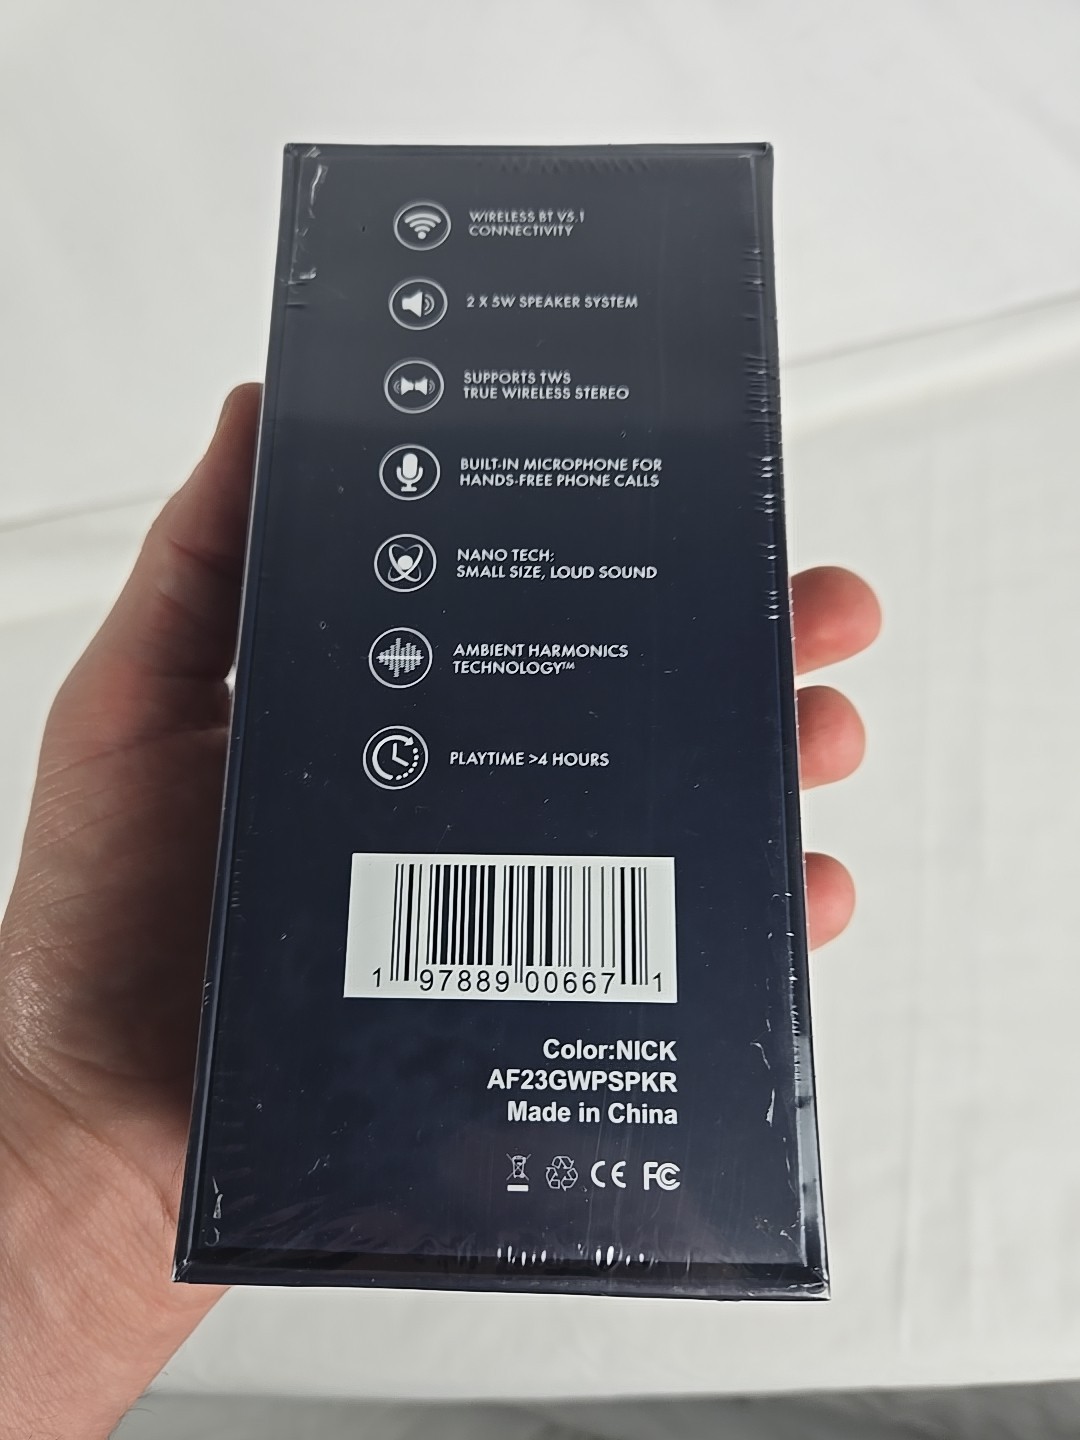 WIRELESS BT V5.1
CONNECTIVITY
2 X 5W SPEAKER SYSTEM
SUPPORTS TWS
TRUE WIRELESS STEREO
BUILT-IN MICROPHONE FOR
HANDS-FREE PHONE CALLS
NANO TECH:
SMALL SIZE, LOUD SOUND
AMBIENT HARMONICS
TECHNOLOGY™
PLAYTIME >4 HOURS
1 97889 00667 1
Color:NICK
AF23GWPSPKR
Made in China
CE FC